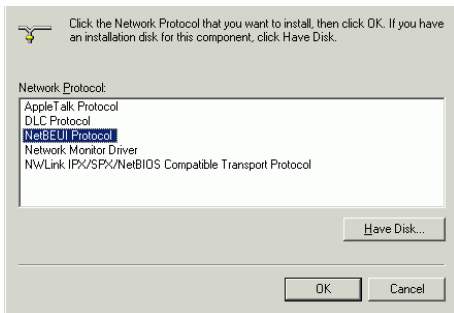 Click the Network Protocol that you want to install, then click OK. If you have
an installation disk for this component, click Have Disk.
Network Protocol:
AppleTalk Protocol
DLC Protocol
NetBEUI Protocol
Network Monitor Driver
NWLink IPX/SPX/NetBIOS Compatible Transport Protocol
Have Disk...
OK
Cancel